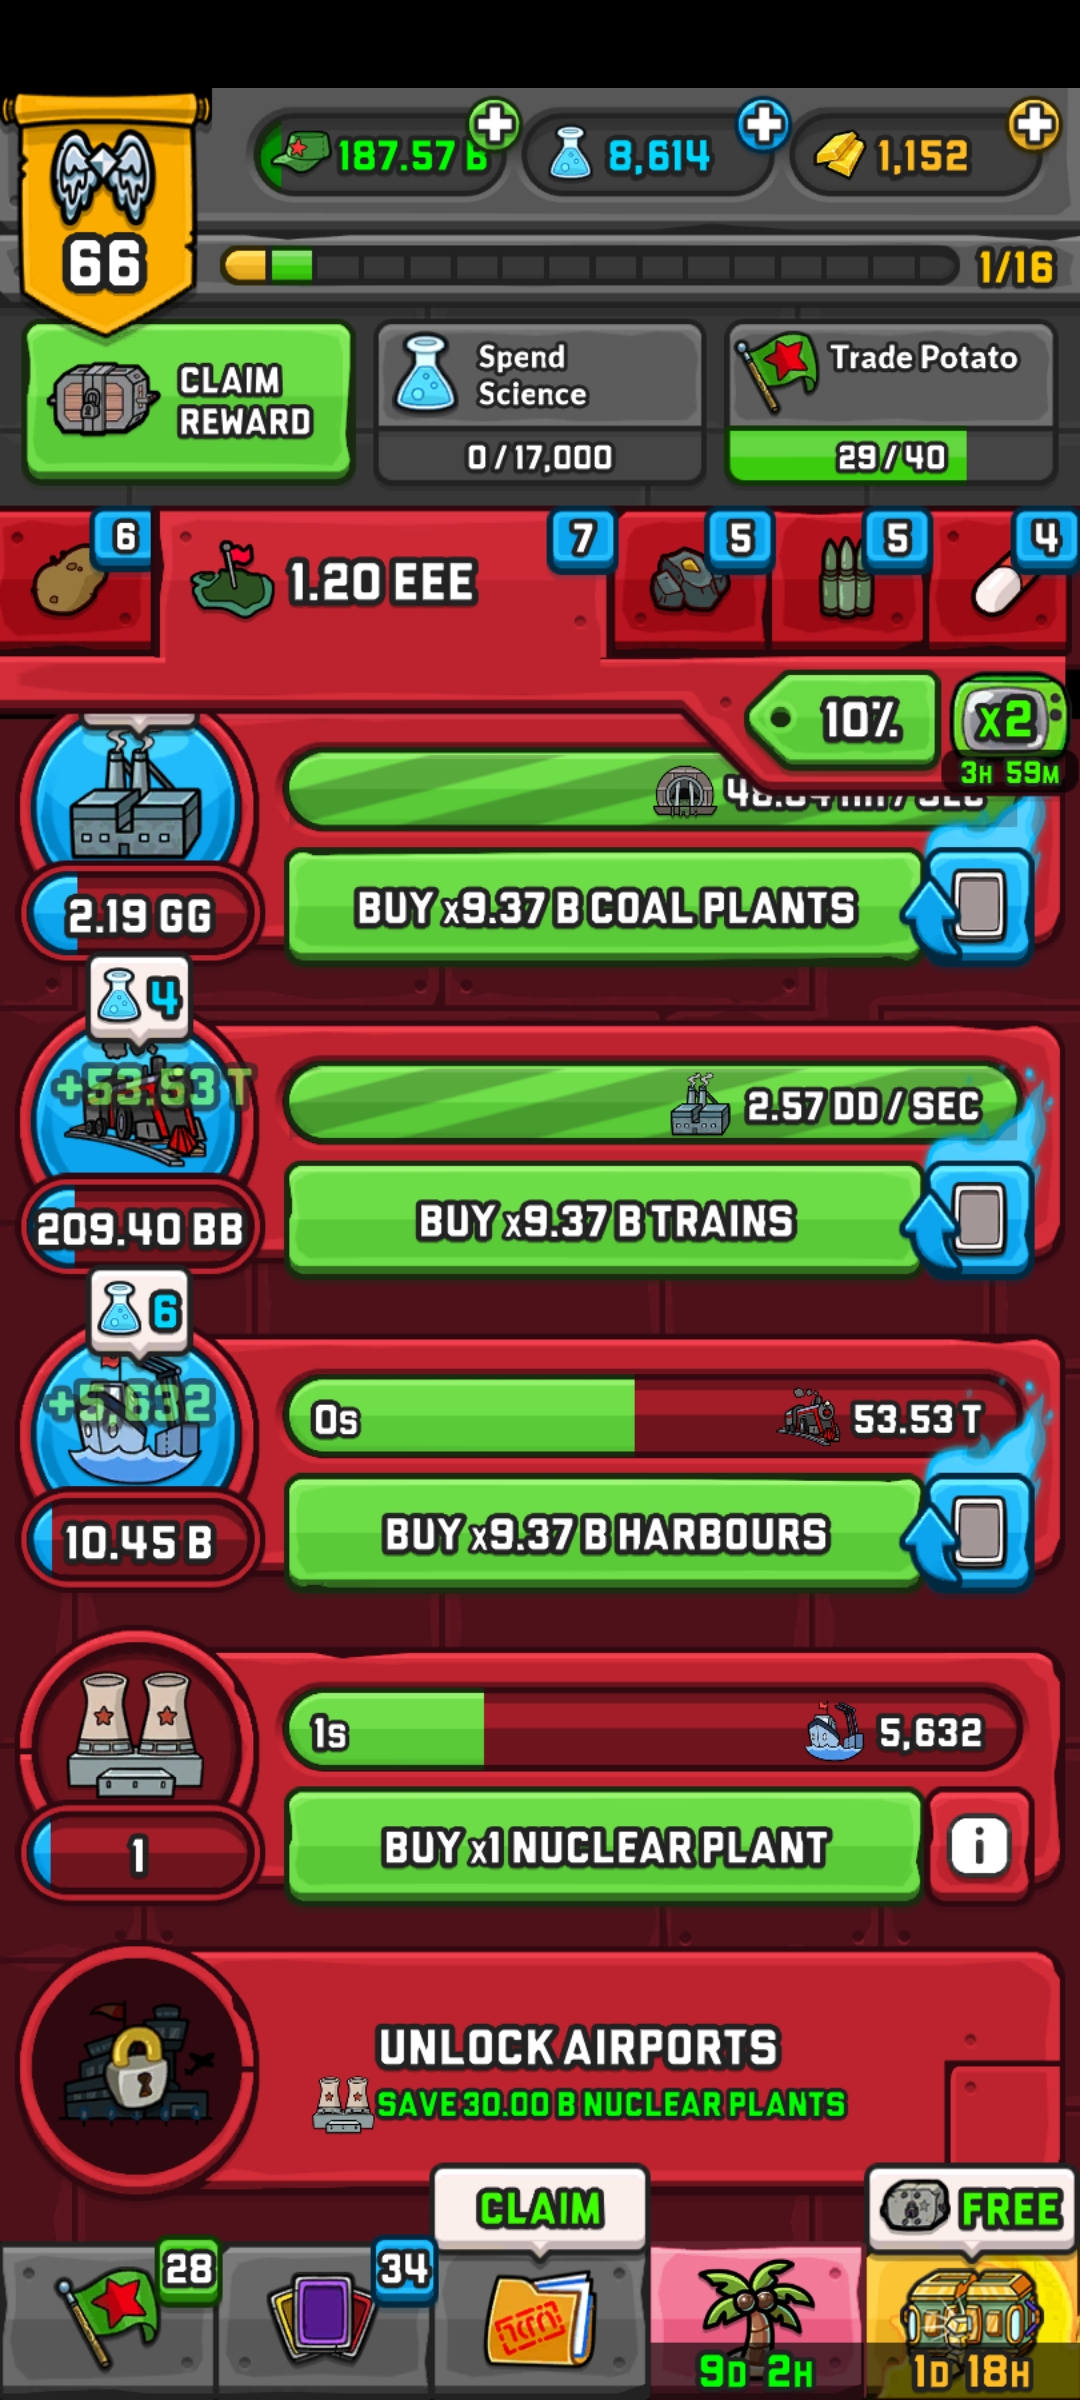 187.57 B
8,614
1,152
66
1/16
CLAIM
REWARD
Spend
Science
0/17,000
Trade Potato
29/40
6
1.20 EEE
7
5
5
4
10%
x2
3H 59M
2.19 GG
BUY x9.37 B COAL PLANTS
4
+53.53 T
2.57 DD / SEC
209.40 BB
BUY x9.37 B TRAINS
6
+5,632
0s
53.53 T
10.45 B
BUY x9.37 B HARBOURS
1s
5,632
1
BUY x1 NUCLEAR PLANT
i
UNLOCK AIRPORTS
SAVE 30.00 B NUCLEAR PLANTS
CLAIM
FREE
28
34
9D 2H
1D 18H